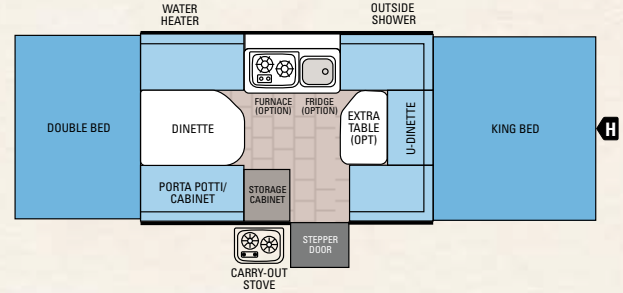 WATER
HEATER
OUTSIDE
SHOWER
FURNACE
(OPTION)
FRIDGE
(OPTION)
DOUBLE BED
DINETTE
EXTRA
TABLE
(OPT)
U-DINETTE
KING BED
H
PORTA POTTI/
CABINET
STORAGE
CABINET
STEPPER
DOOR
CARRY-OUT
STOVE